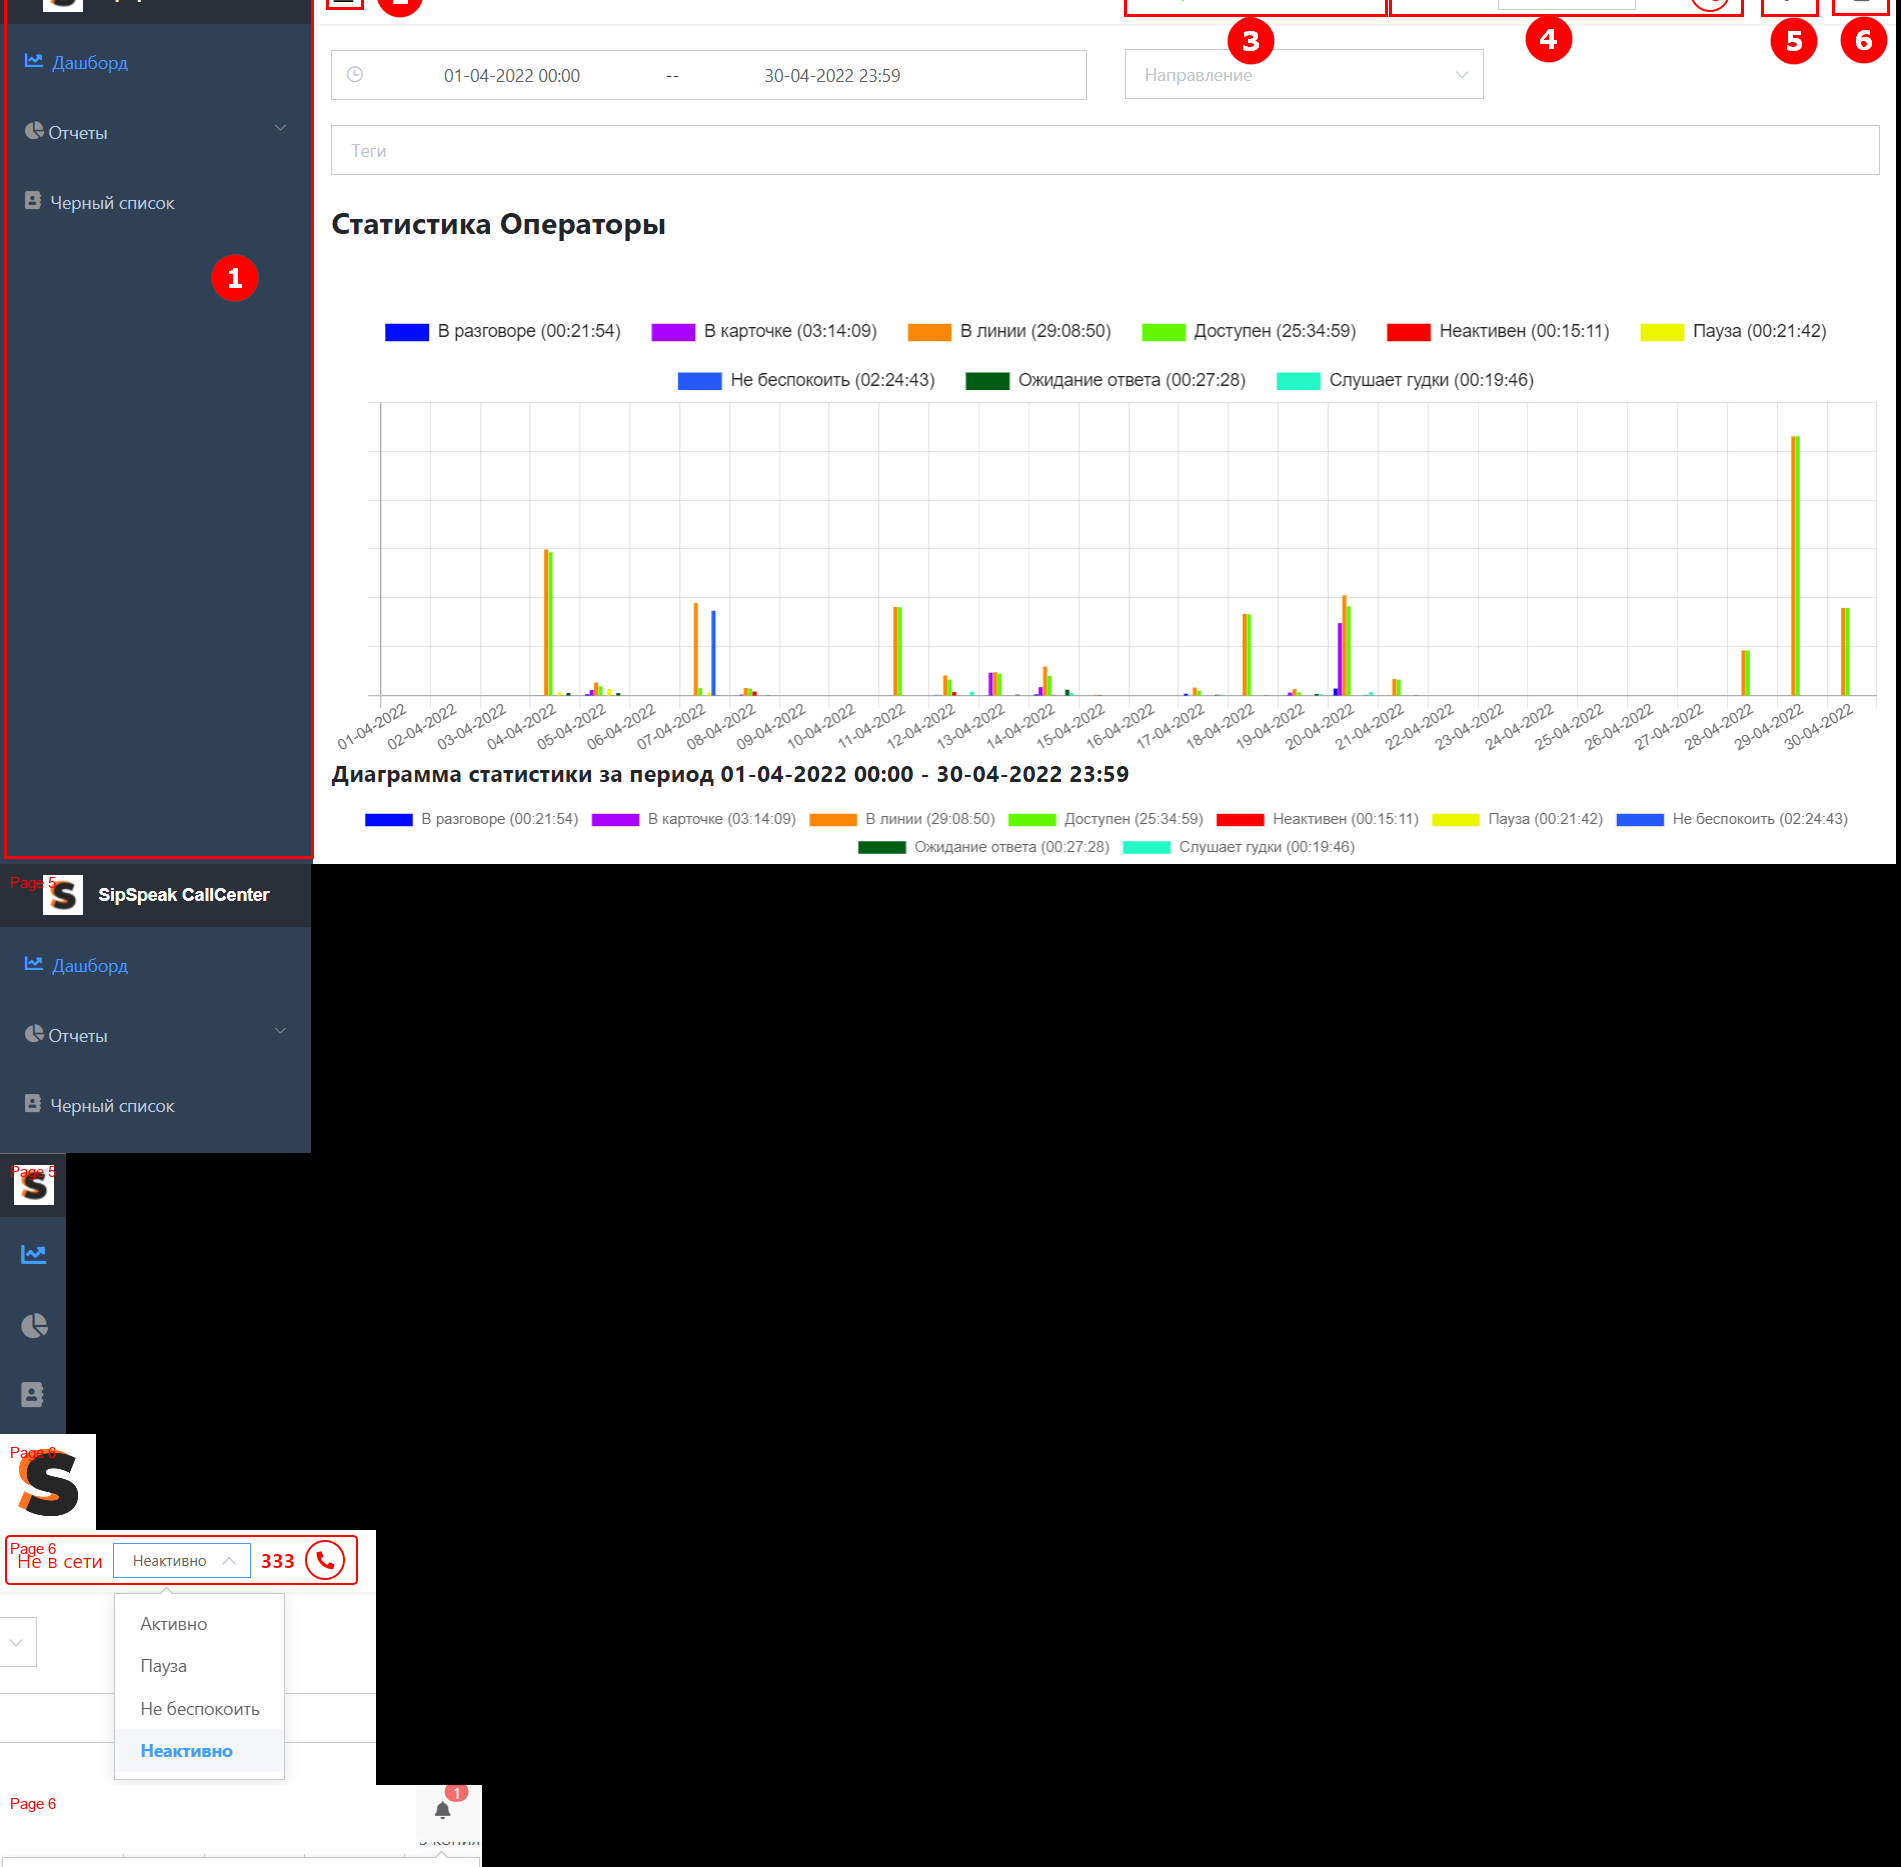 2
3
4
5
6
Дашборд
01-04-2022 00:00 -- 30-04-2022 23:59
Направление
Отчеты
Теги
Черный список
Статистика Операторы
1
В разговоре (00:21:54) В карточке (03:14:09) В линии (29:08:50) Доступен (25:34:59) Неактивен (00:15:11) Пауза (00:21:42)
Не беспокоить (02:24:43) Ожидание ответа (00:27:28) Слушает гудки (00:19:46)
01-04-2022 02-04-2022 03-04-2022 04-04-2022 05-04-2022 06-04-2022 07-04-2022 08-04-2022 09-04-2022 10-04-2022 11-04-2022 12-04-2022 13-04-2022 14-04-2022 15-04-2022 16-04-2022 17-04-2022 18-04-2022 19-04-2022 20-04-2022 21-04-2022 22-04-2022 23-04-2022 24-04-2022 25-04-2022 26-04-2022 27-04-2022 28-04-2022 29-04-2022 30-04-2022
Диаграмма статистики за период 01-04-2022 00:00 - 30-04-2022 23:59
В разговоре (00:21:54) В карточке (03:14:09) В линии (29:08:50) Доступен (25:34:59) Неактивен (00:15:11) Пауза (00:21:42) Не беспокоить (02:24:43)
Ожидание ответа (00:27:28) Слушает гудки (00:19:46)
Page 5
SipSpeak CallCenter
Дашборд
Отчеты
Черный список
Page 5
Page 6
Page 6
Не в сети Неактивно 333
Активно
Пауза
Не беспокоить
Неактивно
Page 6
1